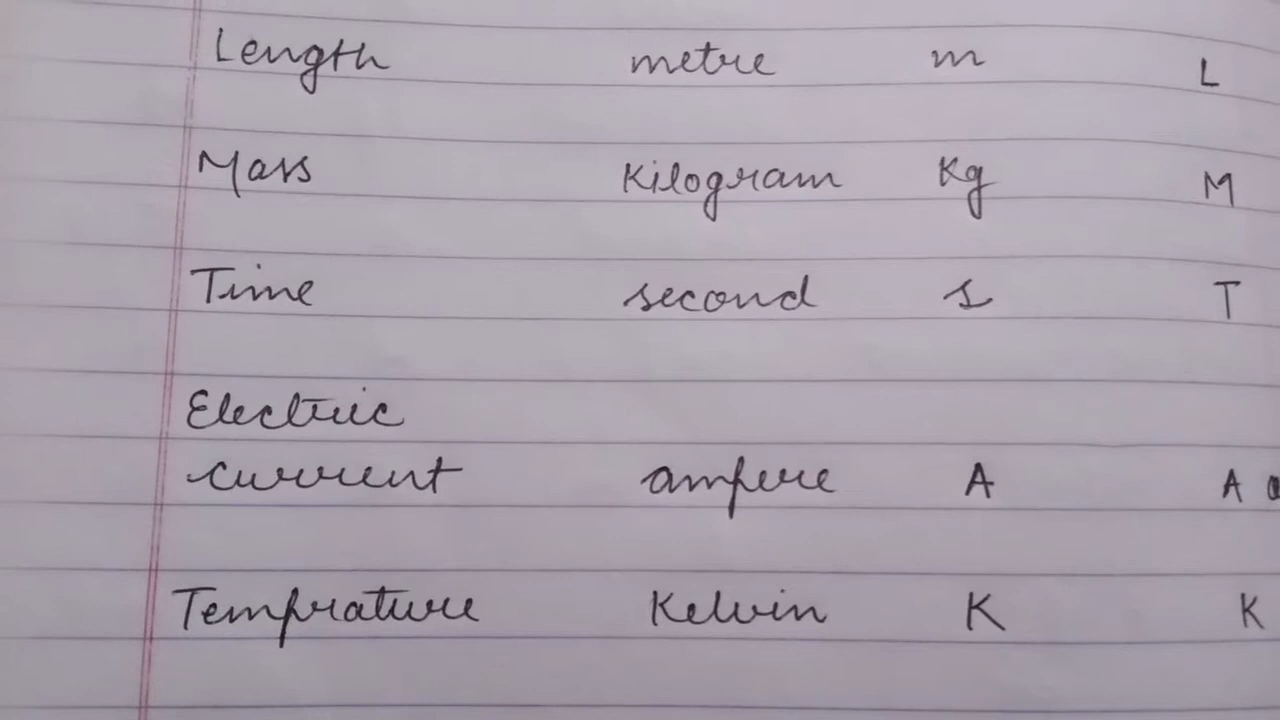 Length metre m L
Mass Kilogram Kg M
Time second s T
Electric
current ampere A A
Temprature Kelvin K K